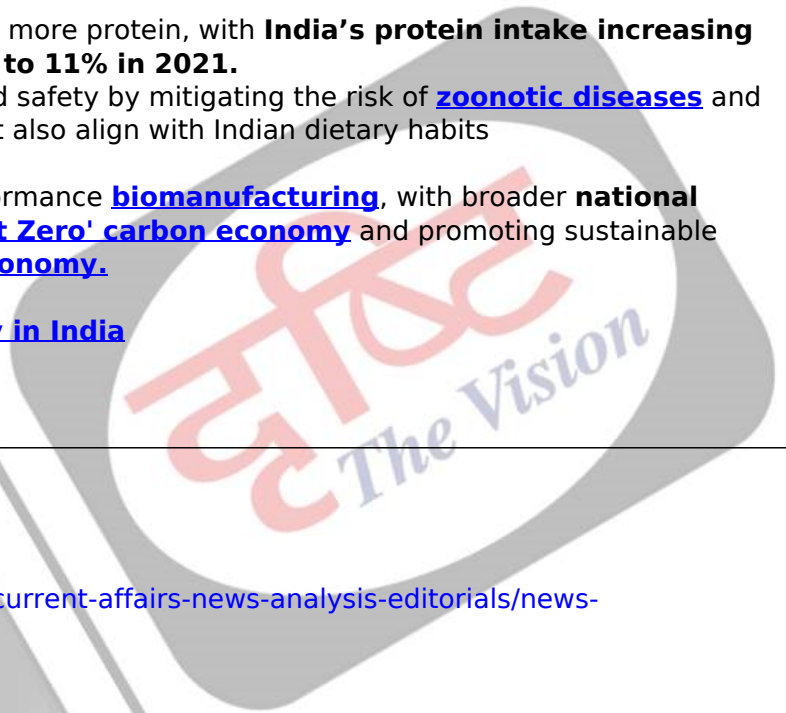 more protein, with India’s protein intake increasing
to 11% in 2021.
d safety by mitigating the risk of zoonotic diseases and
t also align with Indian dietary habits
ormance biomanufacturing, with broader national
t Zero' carbon economy and promoting sustainable
onomy.
y in India
दृष्टि
The Vision
current-affairs-news-analysis-editorials/news-